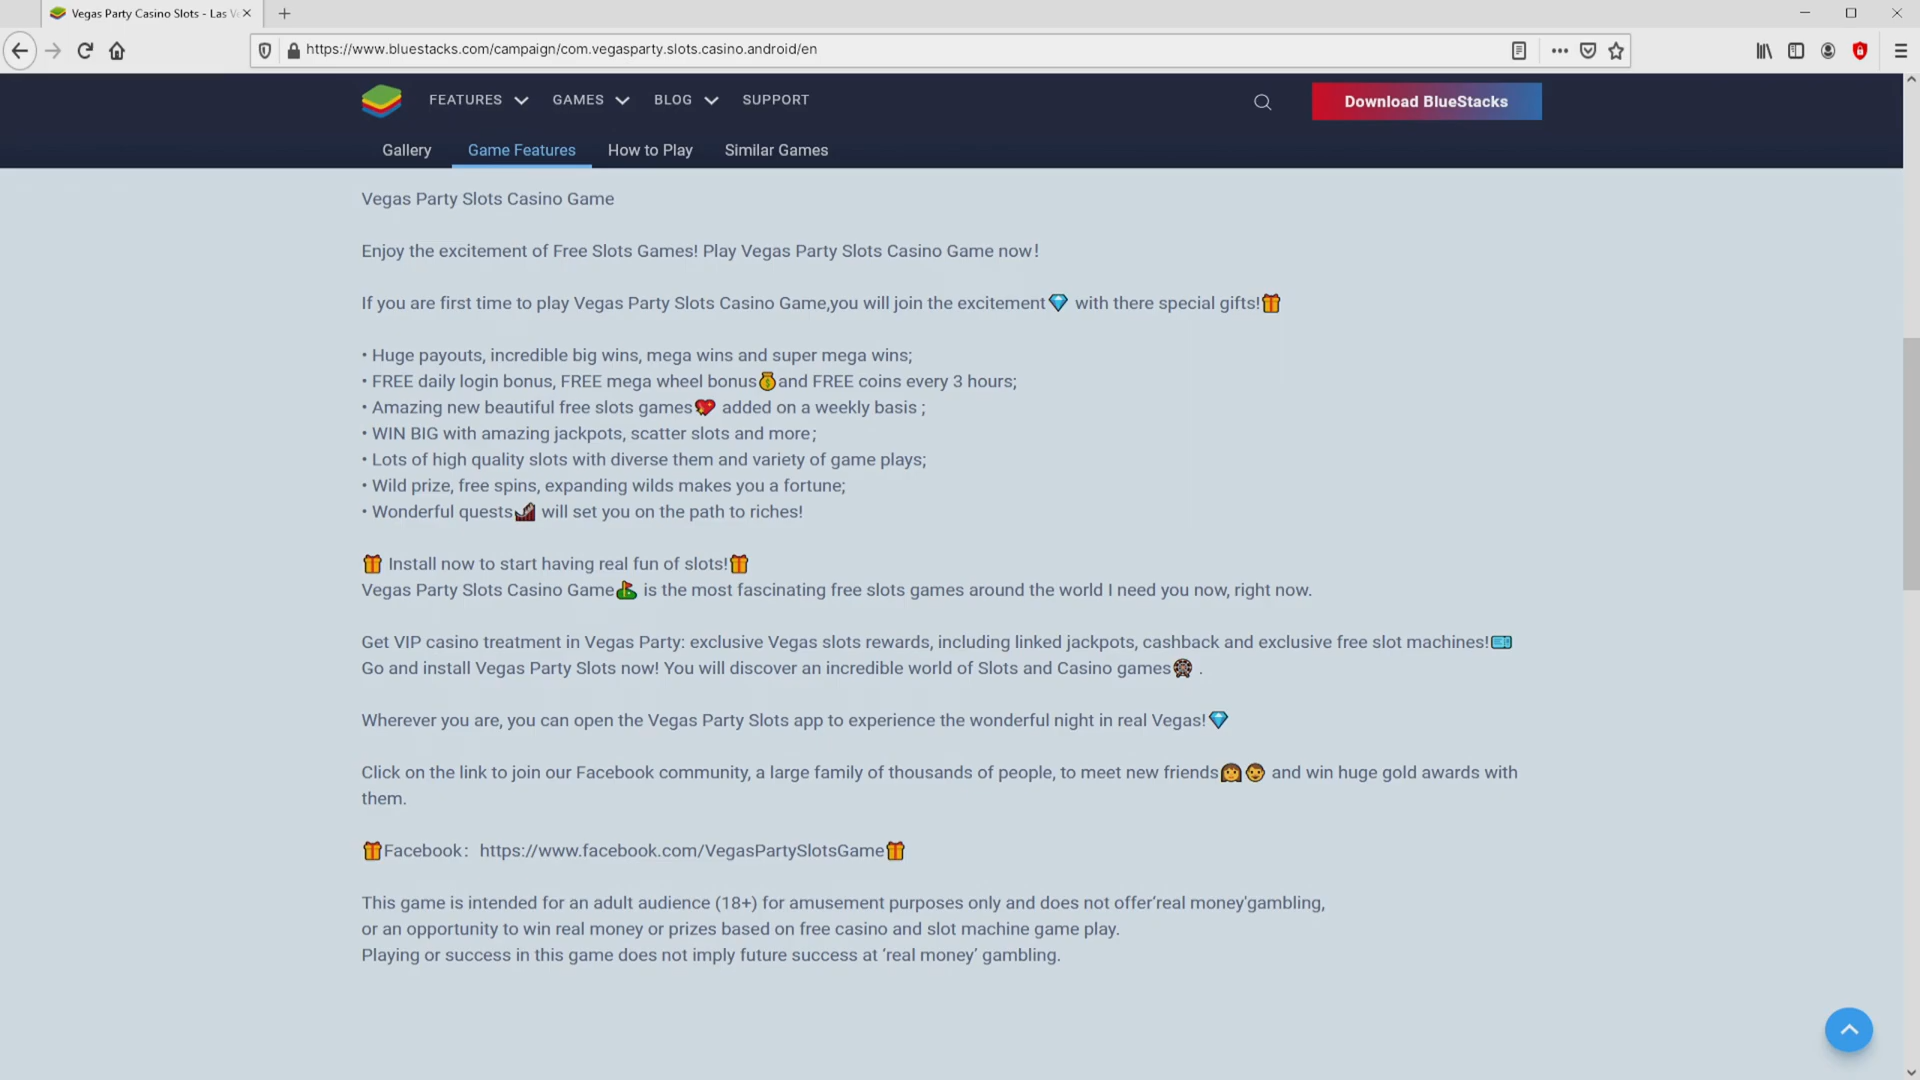 Vegas Party Casino Slots - Las V
https://www.bluestacks.com/campaign/com.vegasparty.slots.casino.android/en
FEATURES GAMES BLOG SUPPORT
Download BlueStacks
Gallery Game Features How to Play Similar Games
Vegas Party Slots Casino Game
Enjoy the excitement of Free Slots Games! Play Vegas Party Slots Casino Game now!
If you are first time to play Vegas Party Slots Casino Game,you will join the excitement💎 with there special gifts!🎁
• Huge payouts, incredible big wins, mega wins and super mega wins;
• FREE daily login bonus, FREE mega wheel bonus💰and FREE coins every 3 hours;
• Amazing new beautiful free slots games💖 added on a weekly basis ;
• WIN BIG with amazing jackpots, scatter slots and more;
• Lots of high quality slots with diverse them and variety of game plays;
• Wild prize, free spins, expanding wilds makes you a fortune;
• Wonderful quests🎢 will set you on the path to riches!
🎁 Install now to start having real fun of slots!🎁
Vegas Party Slots Casino Game⛳ is the most fascinating free slots games around the world I need you now, right now.
Get VIP casino treatment in Vegas Party: exclusive Vegas slots rewards, including linked jackpots, cashback and exclusive free slot machines!🎫
Go and install Vegas Party Slots now! You will discover an incredible world of Slots and Casino games🎡 .
Wherever you are, you can open the Vegas Party Slots app to experience the wonderful night in real Vegas!💎
Click on the link to join our Facebook community, a large family of thousands of people, to meet new friends👩👨 and win huge gold awards with
them.
🎁Facebook：https://www.facebook.com/VegasPartySlotsGame🎁
This game is intended for an adult audience (18+) for amusement purposes only and does not offer‘real money'gambling,
or an opportunity to win real money or prizes based on free casino and slot machine game play.
Playing or success in this game does not imply future success at ‘real money’ gambling.